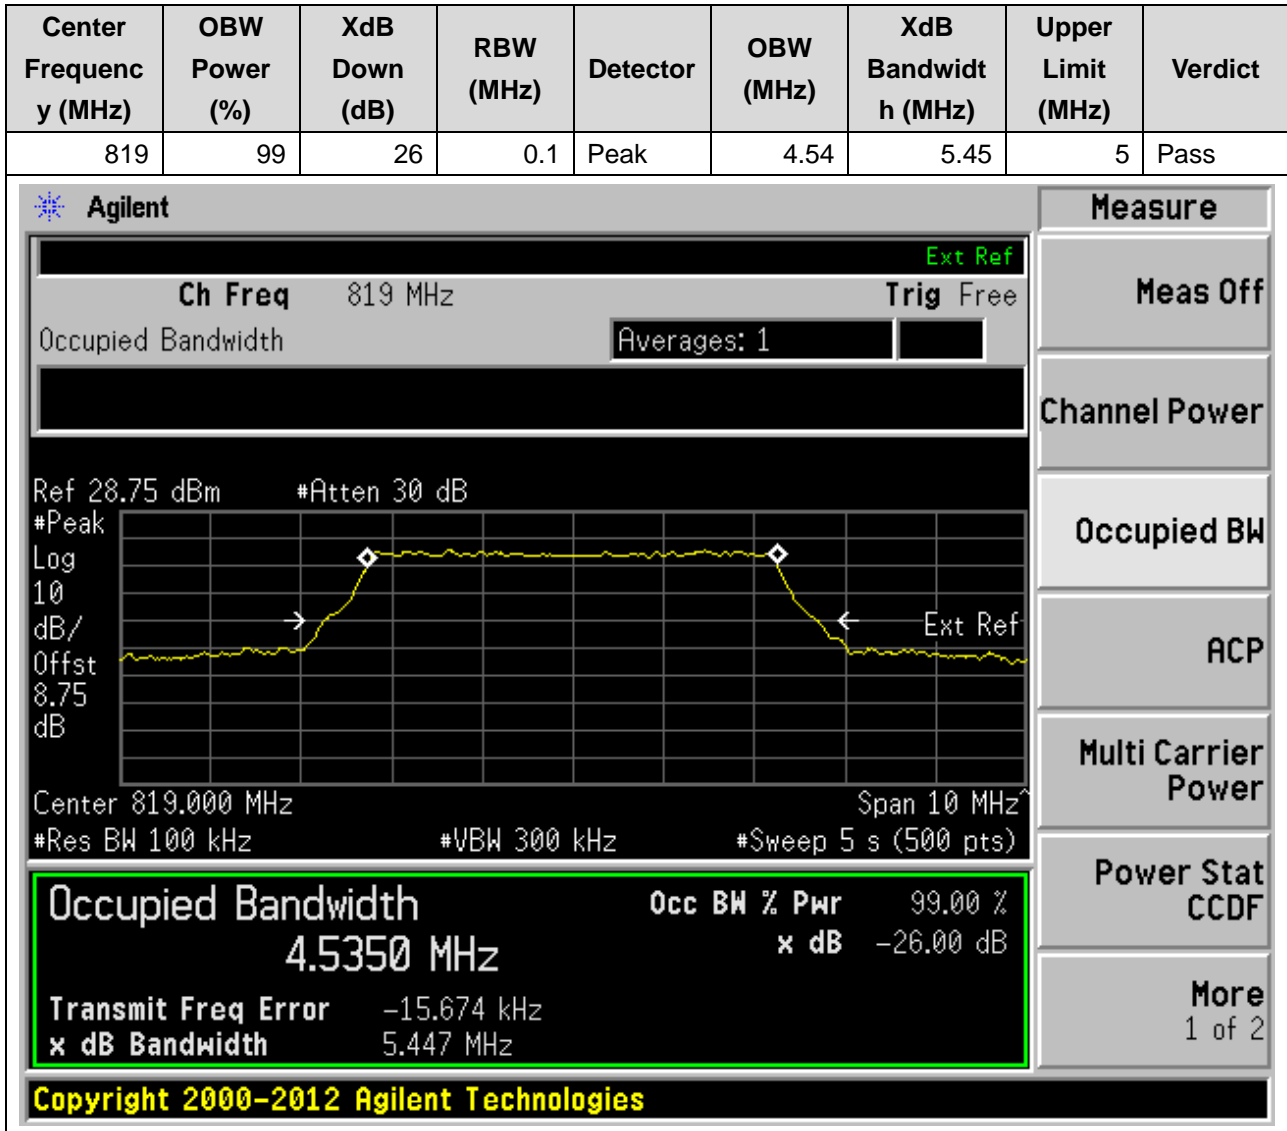 Center Frequency (MHz) OBW Power (%) XdB Down (dB) RBW (MHz) Detector OBW (MHz) XdB Bandwidth (MHz) Upper Limit (MHz) Verdict
819 99 26 0.1 Peak 4.54 5.45 5 Pass
Agilent
Measure
Ext Ref
Ch Freq 819 MHz Trig Free
Meas Off
Occupied Bandwidth Averages: 1
Channel Power
Ref 28.75 dBm #Atten 30 dB
#Peak
Log
10
dB/
Offst
8.75
dB
Ext Ref
Occupied BW
ACP
Multi Carrier
Power
Center 819.000 MHz Span 10 MHz^
#Res BW 100 kHz #VBW 300 kHz #Sweep 5 s (500 pts)
Power Stat
CCDF
Occupied Bandwidth Occ BW % Pwr 99.00 %
4.5350 MHz x dB -26.00 dB
Transmit Freq Error -15.674 kHz
x dB Bandwidth 5.447 MHz
More
1 of 2
Copyright 2000-2012 Agilent Technologies